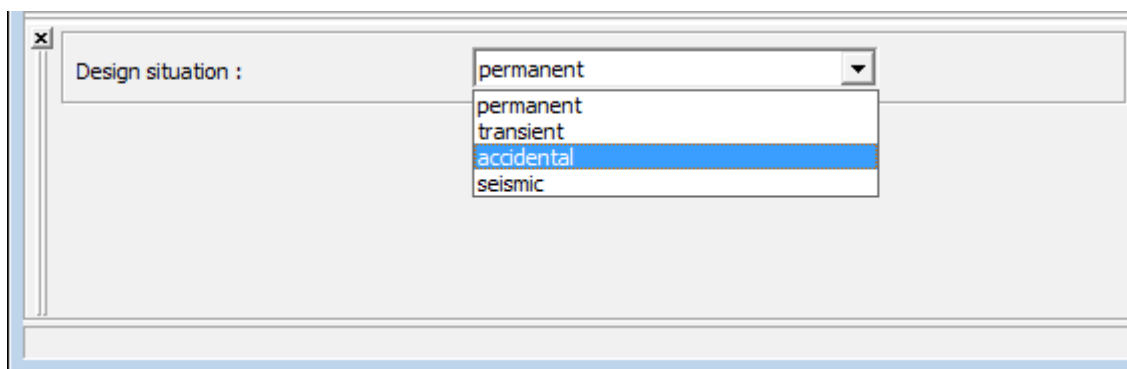 Design situation : permanent
permanent
transient
accidental
seismic